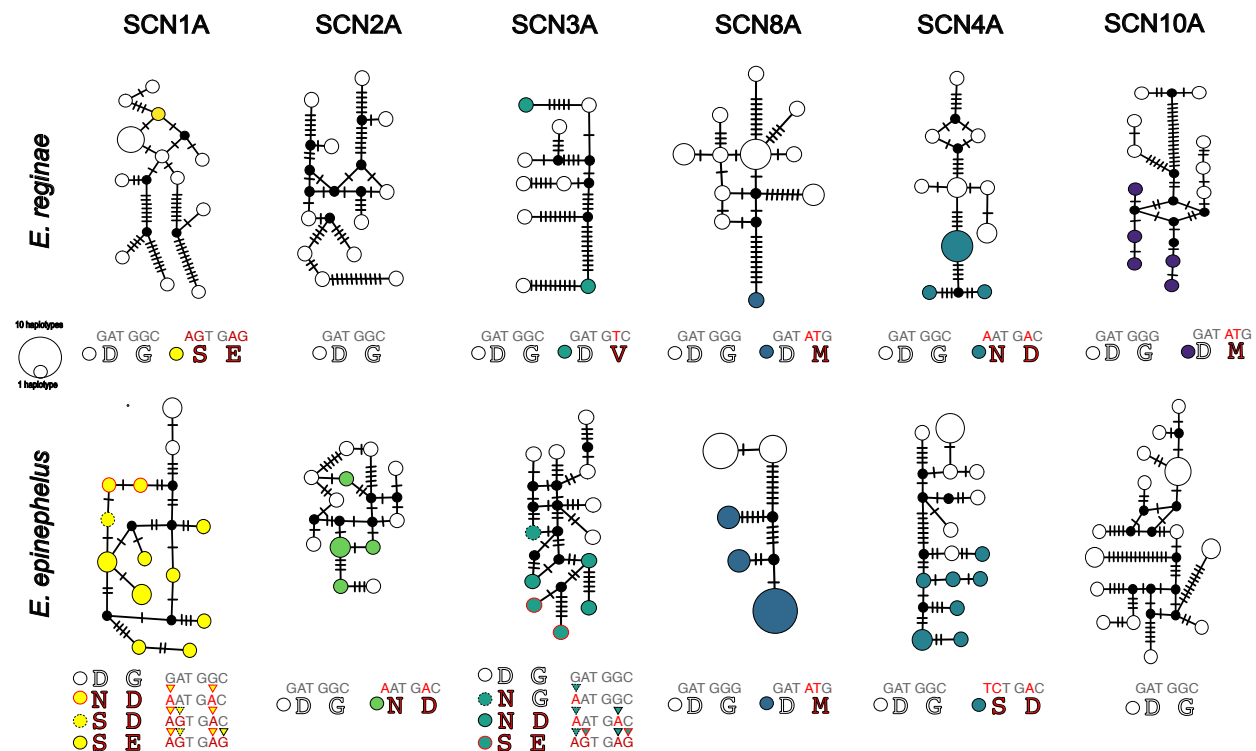 SCN1A SCN2A SCN3A SCN8A SCN4A SCN10A
E. reginae
10 haplotypes
1 haplotype
GAT GGC AGT GAG GAT GGC GAT GGC GAT GTC GAT GGG GAT ATG GAT GGC AAT GAC GAT GGG GAT ATG
D G S E D G D G D V D G D M D G N D D G D M
E. epinephelus
D G GAT GGC
N D AAT GAC
S D AGT GAC
S E AGT GAG
GAT GGC AAT GAC
D G N D
D G GAT GGC
N G AAT GGC
N D AAT GAC
S E AGT GAG
GAT GGG GAT ATG
D G D M
GAT GGC TCT GAC
D G S D
GAT GGC
D G